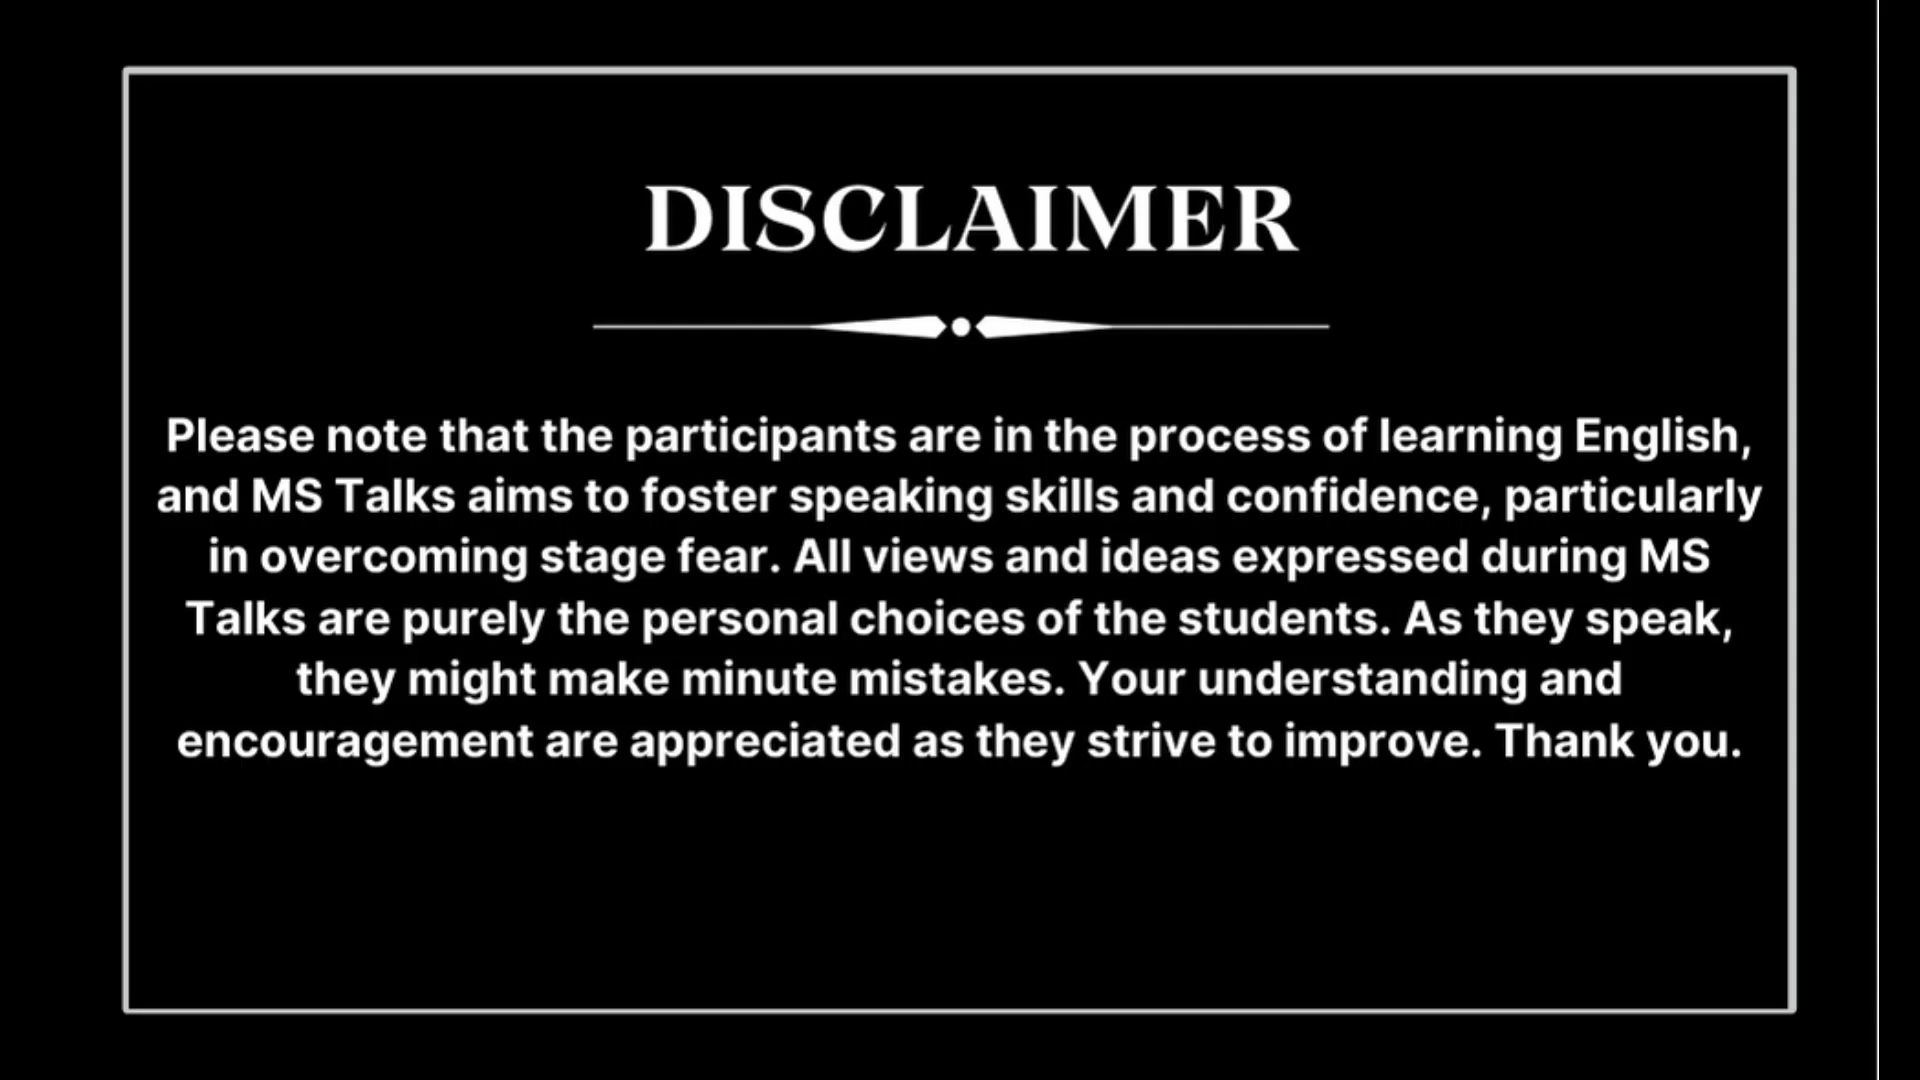 DISCLAIMER
Please note that the participants are in the process of learning English,
and MS Talks aims to foster speaking skills and confidence, particularly
in overcoming stage fear. All views and ideas expressed during MS
Talks are purely the personal choices of the students. As they speak,
they might make minute mistakes. Your understanding and
encouragement are appreciated as they strive to improve. Thank you.